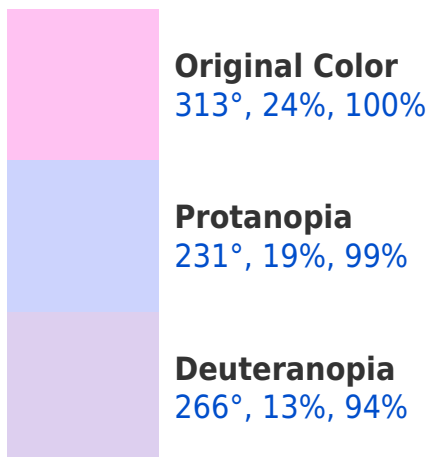 Original Color
313°, 24%, 100%
Protanopia
231°, 19%, 99%
Deuteranopia
266°, 13%, 94%